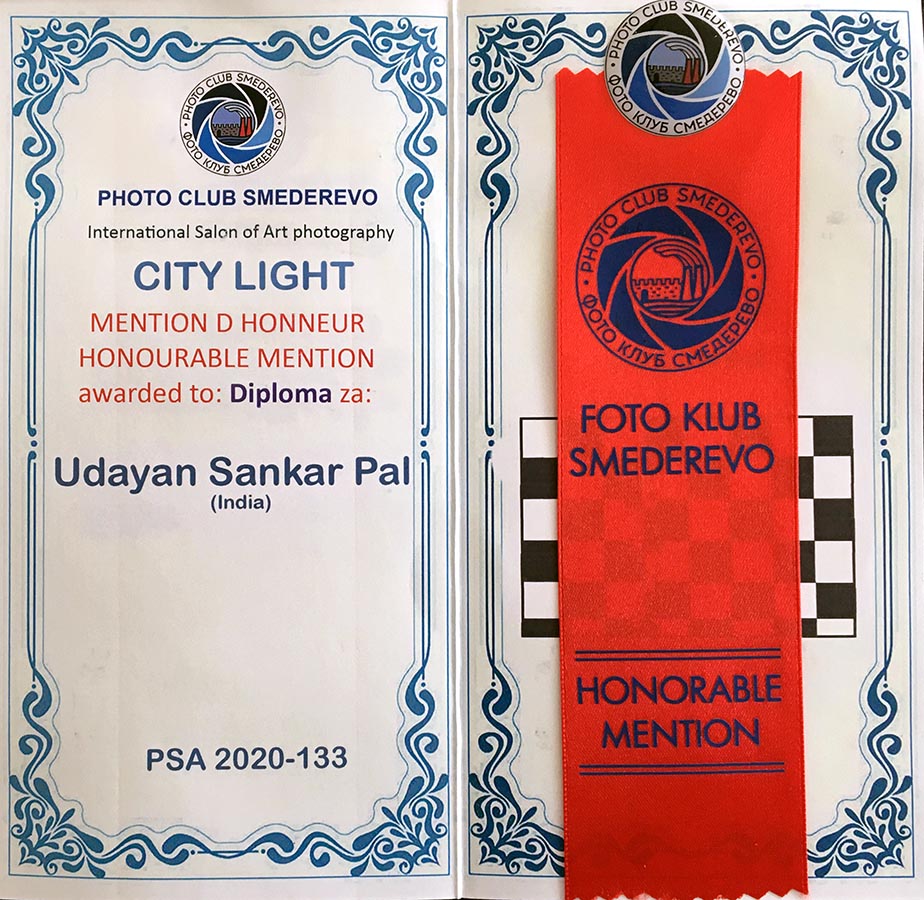 PHOTO CLUB SMEDEREVO
ФОТО КЛУБ СМЕДЕРЕВО
PHOTO CLUB SMEDEREVO
International Salon of Art photography
CITY LIGHT
MENTION D HONNEUR
HONOURABLE MENTION
awarded to: Diploma za:
Udayan Sankar Pal
(India)
PSA 2020-133
PHOTO CLUB SMEDEREVO
ФОТО КЛУБ СМЕДЕРЕВО
PHOTO CLUB SMEDEREVO
ФОТО КЛУБ СМЕДЕРЕВО
FOTO KLUB
SMEDEREVO
HONORABLE
MENTION